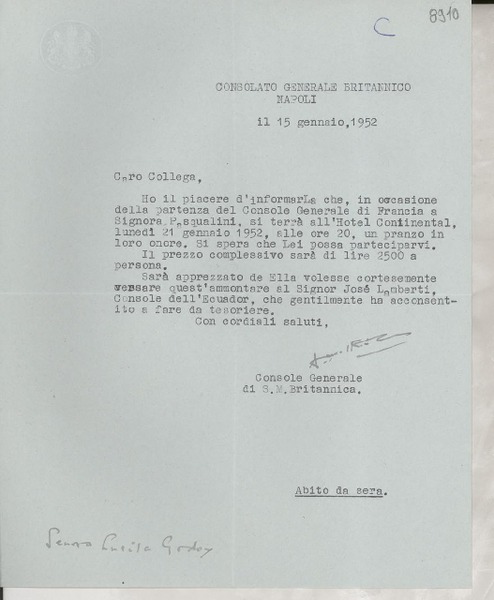 C 8910
CONSOLATO GENERALE BRITANNICO
NAPOLI
il 15 gennaio,1952
Caro Collega,
Ho il piacere d'informarLa che, in occasione
della partenza del Console Generale di Francia a
Signora Pasqualini, si terrà all'Hotel Continental,
lunedì 21 gennaio 1952, alle ore 20, un pranzo in
loro onore. Si spera che Lei possa parteciparvi.
Il prezzo complessivo sarà di lire 2500 a
persona.
Sarà apprezzato de Ella volesse cortesemente
versare quest'ammontare al Signor José Lamberti,
Console dell'Ecuador, che gentilmente ha acconsent-
ito a fare da tesoriere.
Con cordiali saluti,
Console Generale
di S.M.Britannica.
Abito da sera.
Senora Lucila Godoy